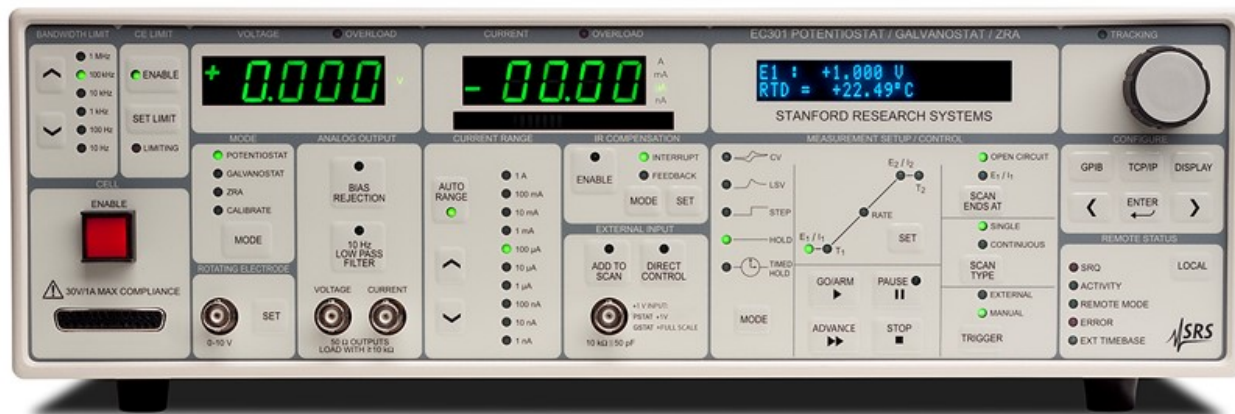 BANDWIDTH LIMIT
1 MHz
100 kHz
10 kHz
1 kHz
100 Hz
10 Hz
CE LIMIT
ENABLE
SET LIMIT
LIMITING
VOLTAGE
OVERLOAD
+ 0.000 V
CURRENT
OVERLOAD
- 00.00
A
mA
µA
nA
EC301 POTENTIOSTAT / GALVANOSTAT / ZRA
E1 : +1.000 V
RTD = +22.49°C
STANFORD RESEARCH SYSTEMS
TRACKING
CELL
ENABLE
30V/1A MAX COMPLIANCE
MODE
POTENTIOSTAT
GALVANOSTAT
ZRA
CALIBRATE
MODE
ROTATING ELECTRODE
SET
0–10 V
ANALOG OUTPUT
BIAS
REJECTION
10 Hz
LOW PASS
FILTER
VOLTAGE CURRENT
50 Ω OUTPUTS
LOAD WITH ≥10 kΩ
CURRENT RANGE
AUTO
RANGE
1 A
100 mA
10 mA
1 mA
100 µA
10 µA
1 µA
100 nA
10 nA
1 nA
IR COMPENSATION
ENABLE
INTERRUPT
FEEDBACK
MODE SET
EXTERNAL INPUT
ADD TO
SCAN
DIRECT
CONTROL
+1 V INPUT:
PSTAT +1V
GSTAT +FULL SCALE
10 kΩ || 50 pF
MEASUREMENT SETUP / CONTROL
CV
LSV
STEP
HOLD
TIMED
HOLD
MODE
E2 / I2
T2
RATE
E1 / I1
T1
SET
GO/ARM
PAUSE
ADVANCE
STOP
OPEN CIRCUIT
E1 / I1
SCAN
ENDS AT
SINGLE
CONTINUOUS
SCAN
TYPE
EXTERNAL
MANUAL
TRIGGER
CONFIGURE
GPIB TCP/IP DISPLAY
ENTER
REMOTE STATUS
SRQ
ACTIVITY
REMOTE MODE
ERROR
EXT TIMEBASE
LOCAL
SRS